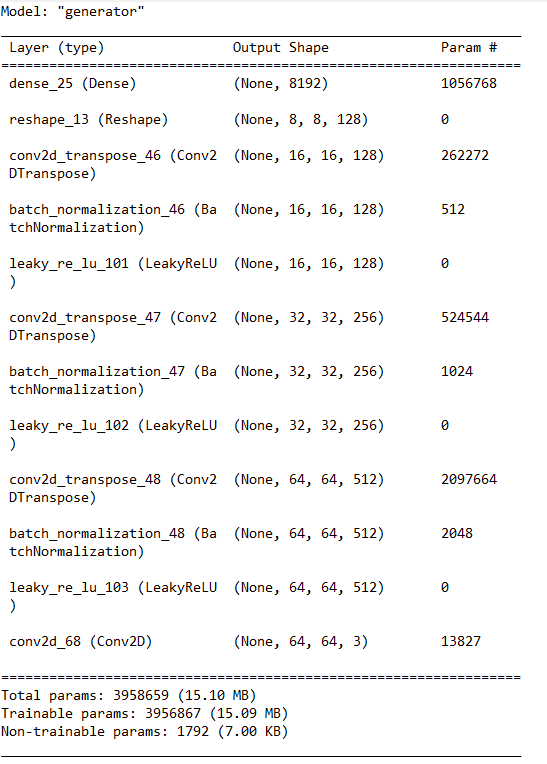 Model: "generator"
_________________________________________________________________
Layer (type) Output Shape Param #
=================================================================
dense_25 (Dense) (None, 8192) 1056768
reshape_13 (Reshape) (None, 8, 8, 128) 0
conv2d_transpose_46 (Conv2 (None, 16, 16, 128) 262272
DTranspose)
batch_normalization_46 (Ba (None, 16, 16, 128) 512
tchNormalization)
leaky_re_lu_101 (LeakyReLU (None, 16, 16, 128) 0
)
conv2d_transpose_47 (Conv2 (None, 32, 32, 256) 524544
DTranspose)
batch_normalization_47 (Ba (None, 32, 32, 256) 1024
tchNormalization)
leaky_re_lu_102 (LeakyReLU (None, 32, 32, 256) 0
)
conv2d_transpose_48 (Conv2 (None, 64, 64, 512) 2097664
DTranspose)
batch_normalization_48 (Ba (None, 64, 64, 512) 2048
tchNormalization)
leaky_re_lu_103 (LeakyReLU (None, 64, 64, 512) 0
)
conv2d_68 (Conv2D) (None, 64, 64, 3) 13827
=================================================================
Total params: 3958659 (15.10 MB)
Trainable params: 3956867 (15.09 MB)
Non-trainable params: 1792 (7.00 KB)
_________________________________________________________________